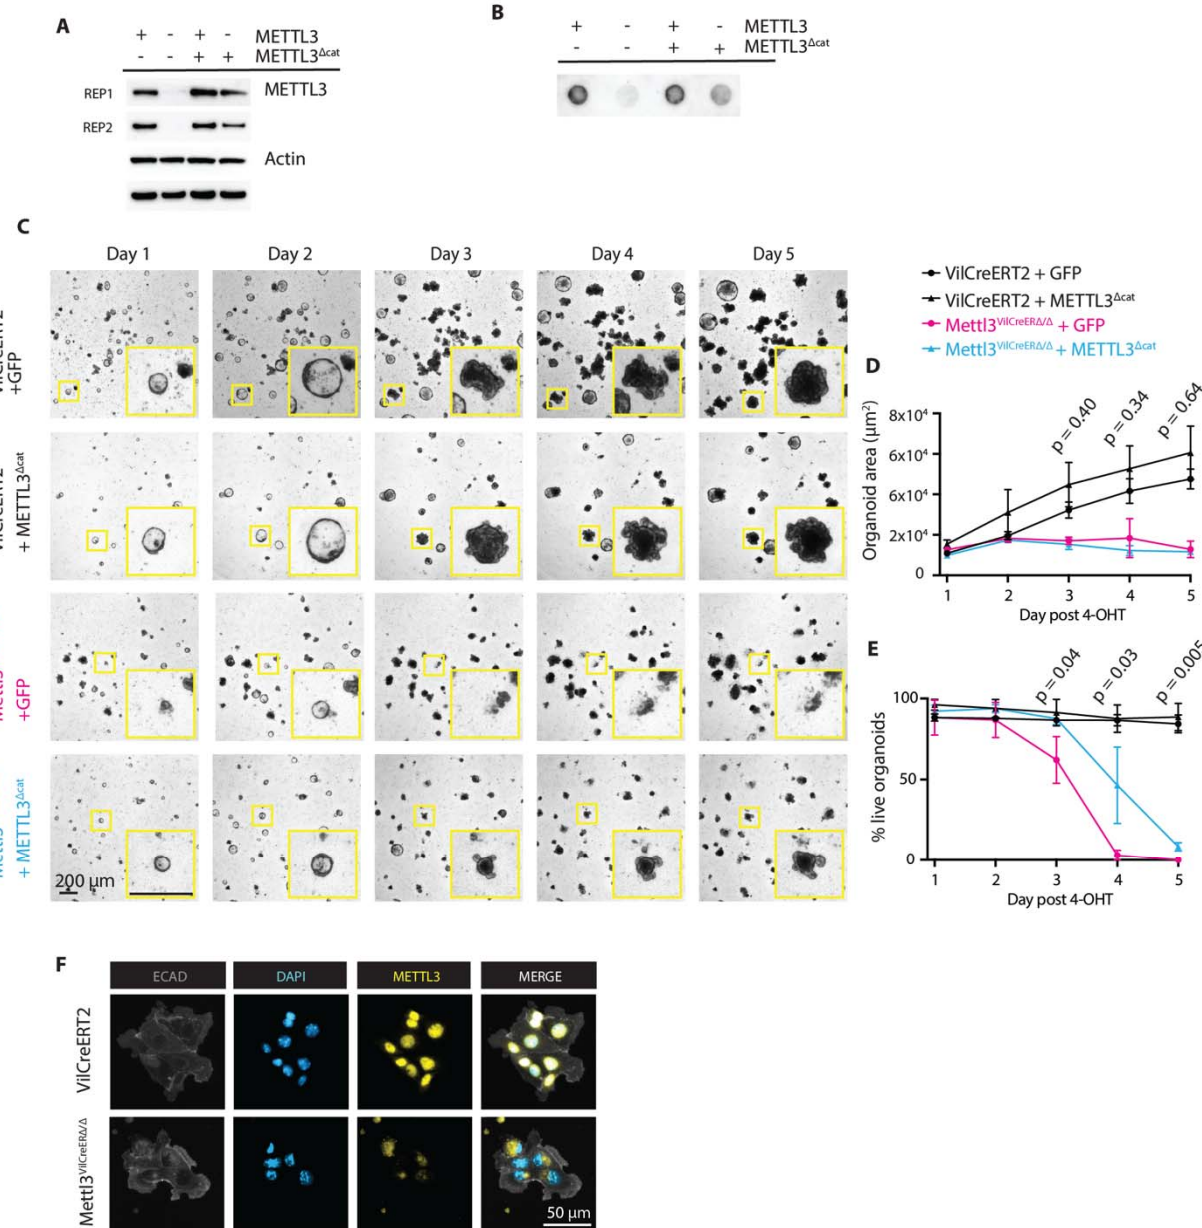 A
+ - + - METTL3
- - + + METTL3Δcat
REP1
METTL3
REP2
Actin
B
+ - + - METTL3
- - + + METTL3Δcat
C
Day 1 Day 2 Day 3 Day 4 Day 5
VilCreERT2
+GFP
VilCreERT2
+ METTL3Δcat
+GFP
+ METTL3Δcat
200 µm
VilCreERT2 + GFP
VilCreERT2 + METTL3Δcat
Mettl3VilCreERΔ/Δ + GFP
Mettl3VilCreERΔ/Δ + METTL3Δcat
D
p = 0.40 p = 0.34 p = 0.64
Organoid area (µm²)
8x10⁴
6x10⁴
6x10⁴
2x10⁴
0
1 2 3 4 5
Day post 4-OHT
E
p = 0.04 p = 0.03 p = 0.005
% live organoids
100
50
0
1 2 3 4 5
Day post 4-OHT
F
ECAD DAPI METTL3 MERGE
VilCreERT2
Mettl3VilCreERΔ/Δ
50 µm